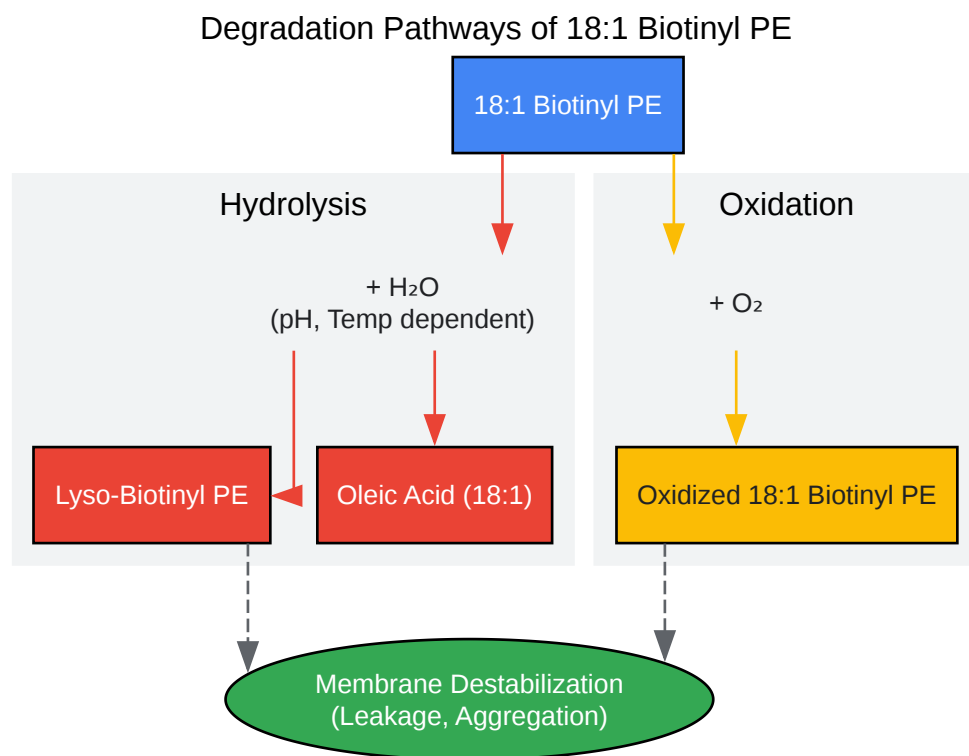 Degradation Pathways of 18:1 Biotinyl PE
18:1 Biotinyl PE
Hydrolysis
Oxidation
+ H₂O
(pH, Temp dependent)
+ O₂
Lyso-Biotinyl PE
Oleic Acid (18:1)
Oxidized 18:1 Biotinyl PE
Membrane Destabilization
(Leakage, Aggregation)